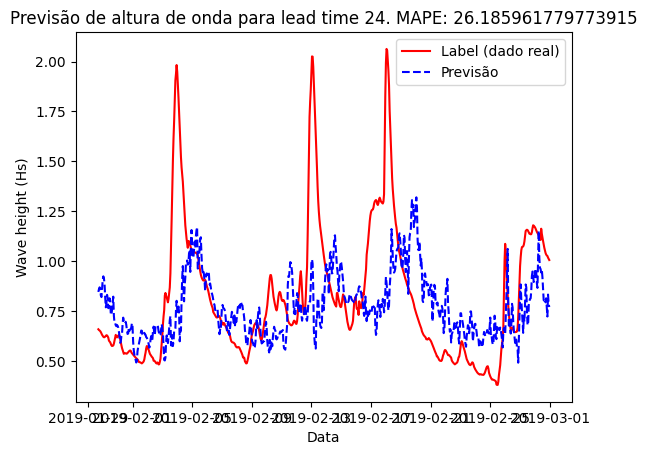 Previsão de altura de onda para lead time 24. MAPE: 26.185961779773915
Label (dado real)
Previsão
Wave height (Hs)
2.00
1.75
1.50
1.25
1.00
0.75
0.50
2019-01-29 2019-02-01 2019-02-05 2019-02-09 2019-02-13 2019-02-17 2019-02-21 2019-02-25 2019-03-01
Data